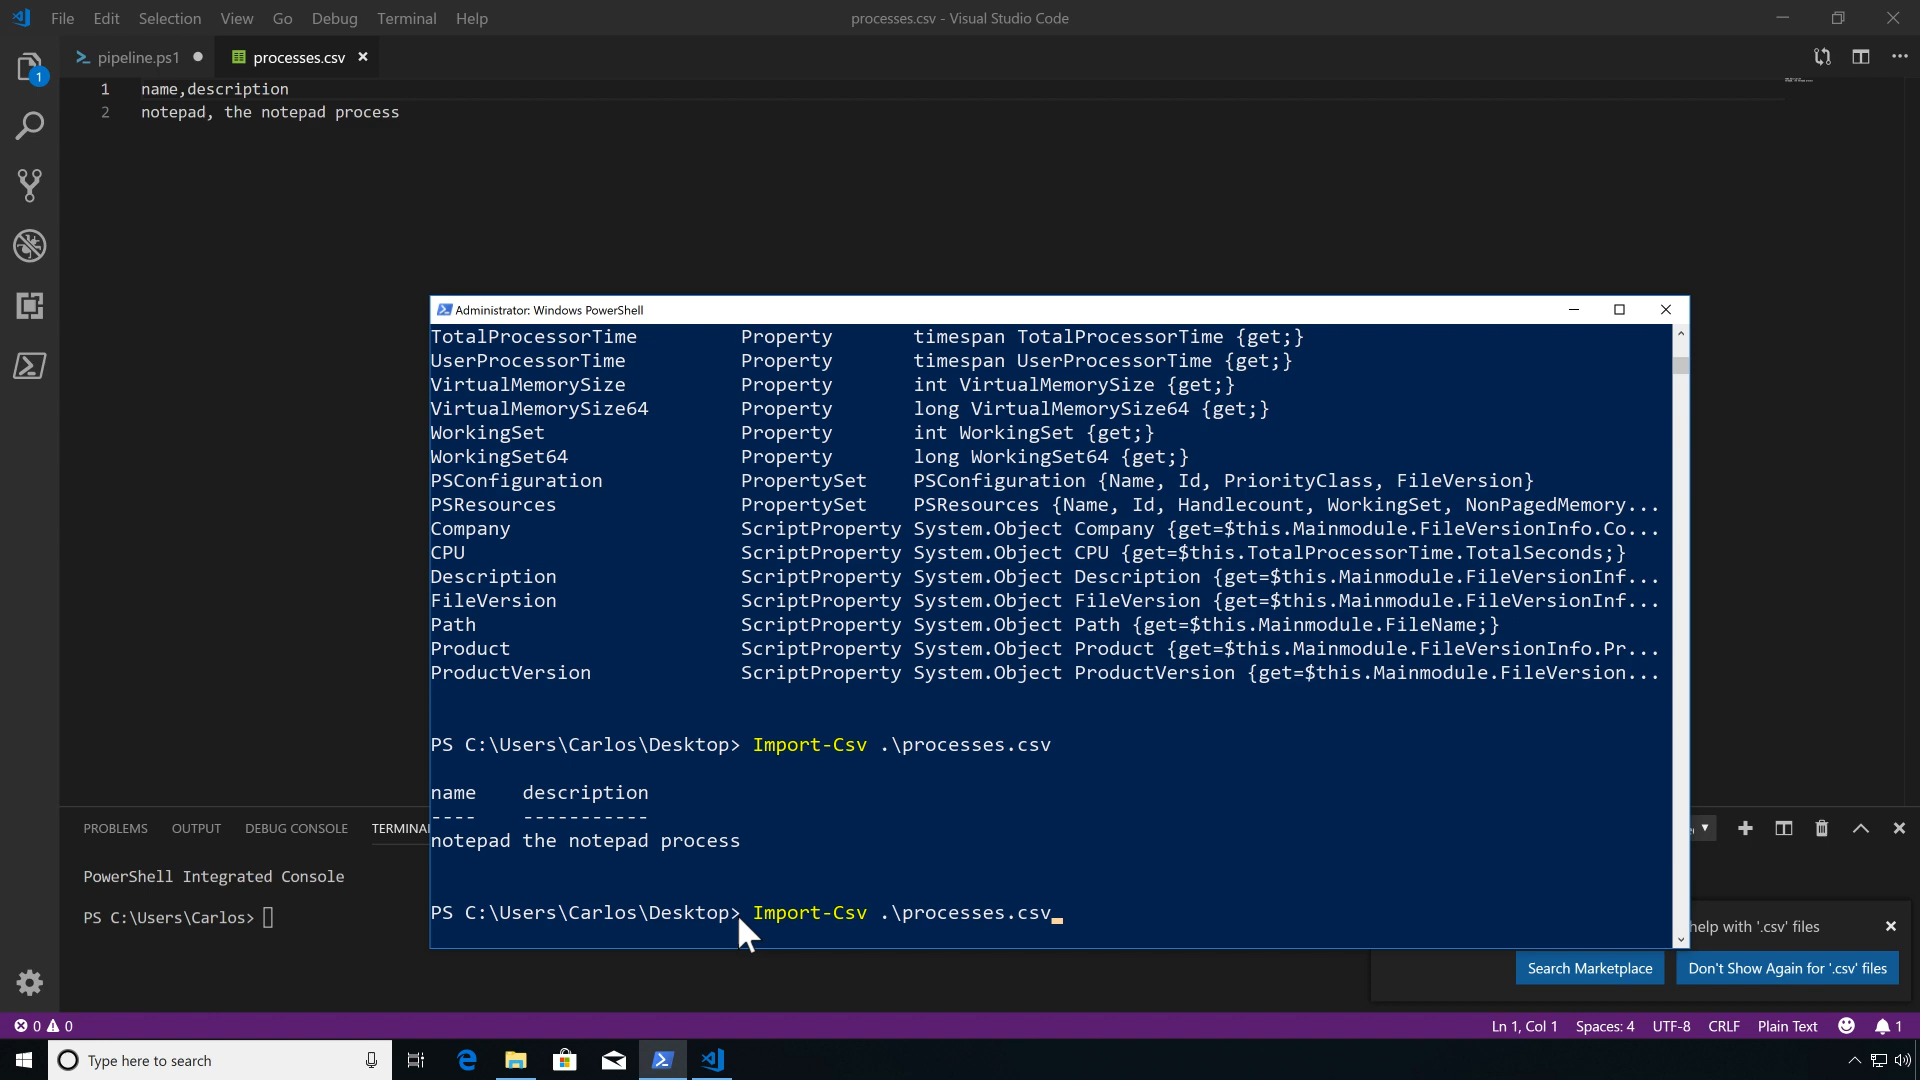 File Edit Selection View Go Debug Terminal Help
processes.csv - Visual Studio Code
1
pipeline.ps1
processes.csv
1 name,description
2 notepad, the notepad process
Administrator: Windows PowerShell
TotalProcessorTime Property timespan TotalProcessorTime {get;}
UserProcessorTime Property timespan UserProcessorTime {get;}
VirtualMemorySize Property int VirtualMemorySize {get;}
VirtualMemorySize64 Property long VirtualMemorySize64 {get;}
WorkingSet Property int WorkingSet {get;}
WorkingSet64 Property long WorkingSet64 {get;}
PSConfiguration PropertySet PSConfiguration {Name, Id, PriorityClass, FileVersion}
PSResources PropertySet PSResources {Name, Id, Handlecount, WorkingSet, NonPagedMemory...
Company ScriptProperty System.Object Company {get=$this.Mainmodule.FileVersionInfo.Co...
CPU ScriptProperty System.Object CPU {get=$this.TotalProcessorTime.TotalSeconds;}
Description ScriptProperty System.Object Description {get=$this.Mainmodule.FileVersionInf...
FileVersion ScriptProperty System.Object FileVersion {get=$this.Mainmodule.FileVersionInf...
Path ScriptProperty System.Object Path {get=$this.Mainmodule.FileName;}
Product ScriptProperty System.Object Product {get=$this.Mainmodule.FileVersionInfo.Pr...
ProductVersion ScriptProperty System.Object ProductVersion {get=$this.Mainmodule.FileVersion...
PS C:\Users\Carlos\Desktop> Import-Csv .\processes.csv
name description
---- -----------
notepad the notepad process
PS C:\Users\Carlos\Desktop> Import-Csv .\processes.csv_
PROBLEMS OUTPUT DEBUG CONSOLE TERMINA
PowerShell Integrated Console
PS C:\Users\Carlos>
help with '.csv' files
Search Marketplace
Don't Show Again for '.csv' files
0 0
Ln 1, Col 1 Spaces: 4 UTF-8 CRLF Plain Text 1
Type here to search